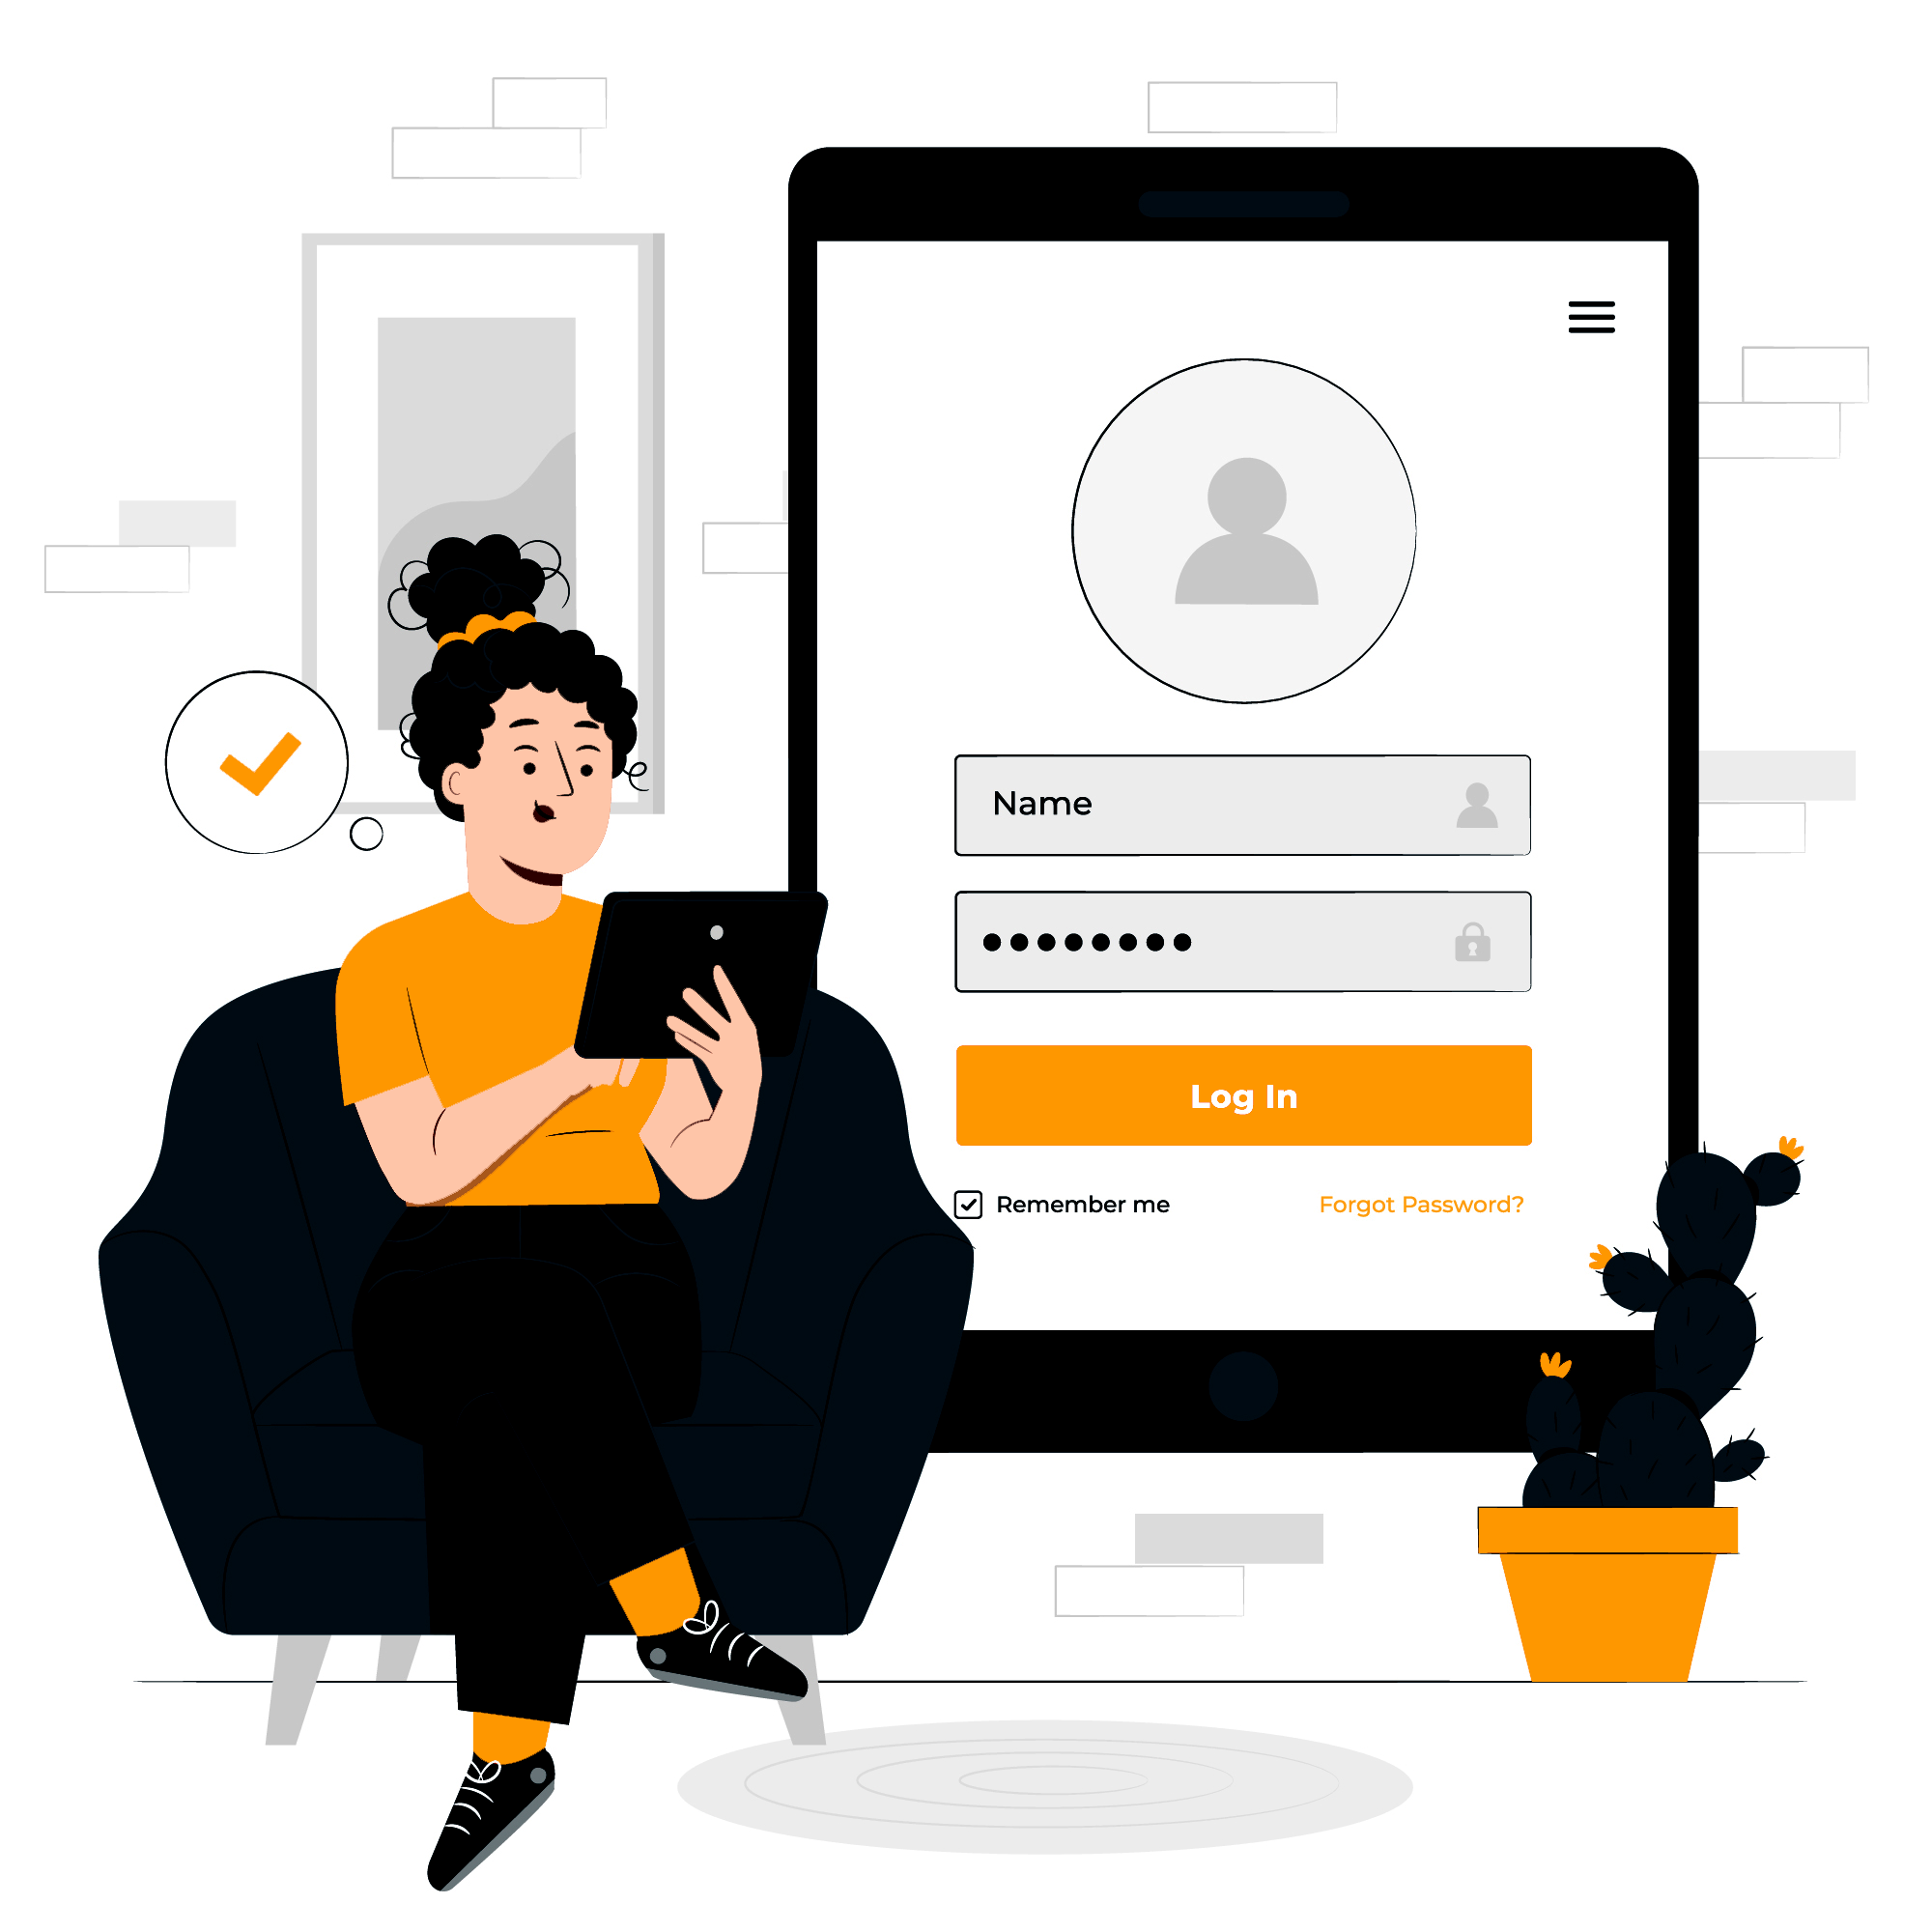 Name
••••••••
Log In
Remember me
Forgot Password?